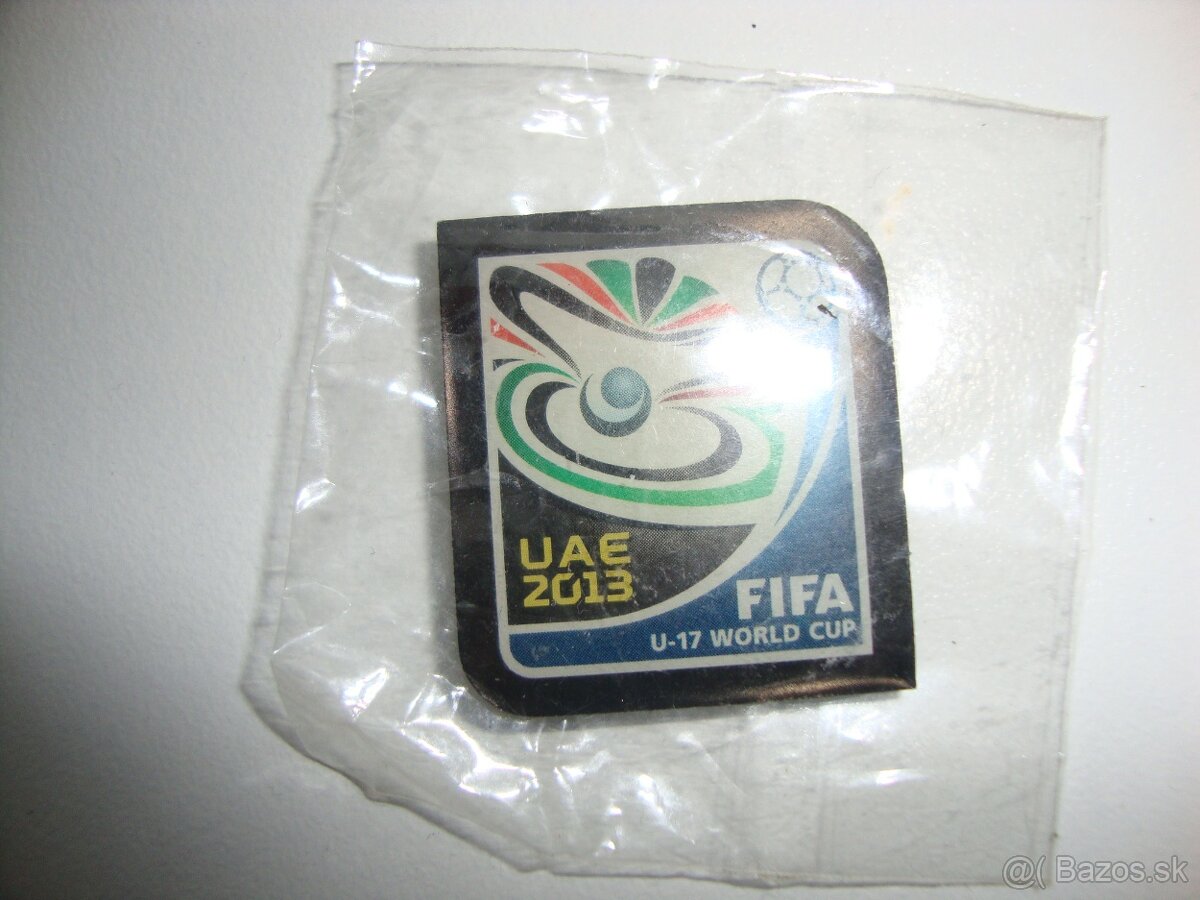 UAE
2013
FIFA
U-17 WORLD CUP
@( Bazos.sk